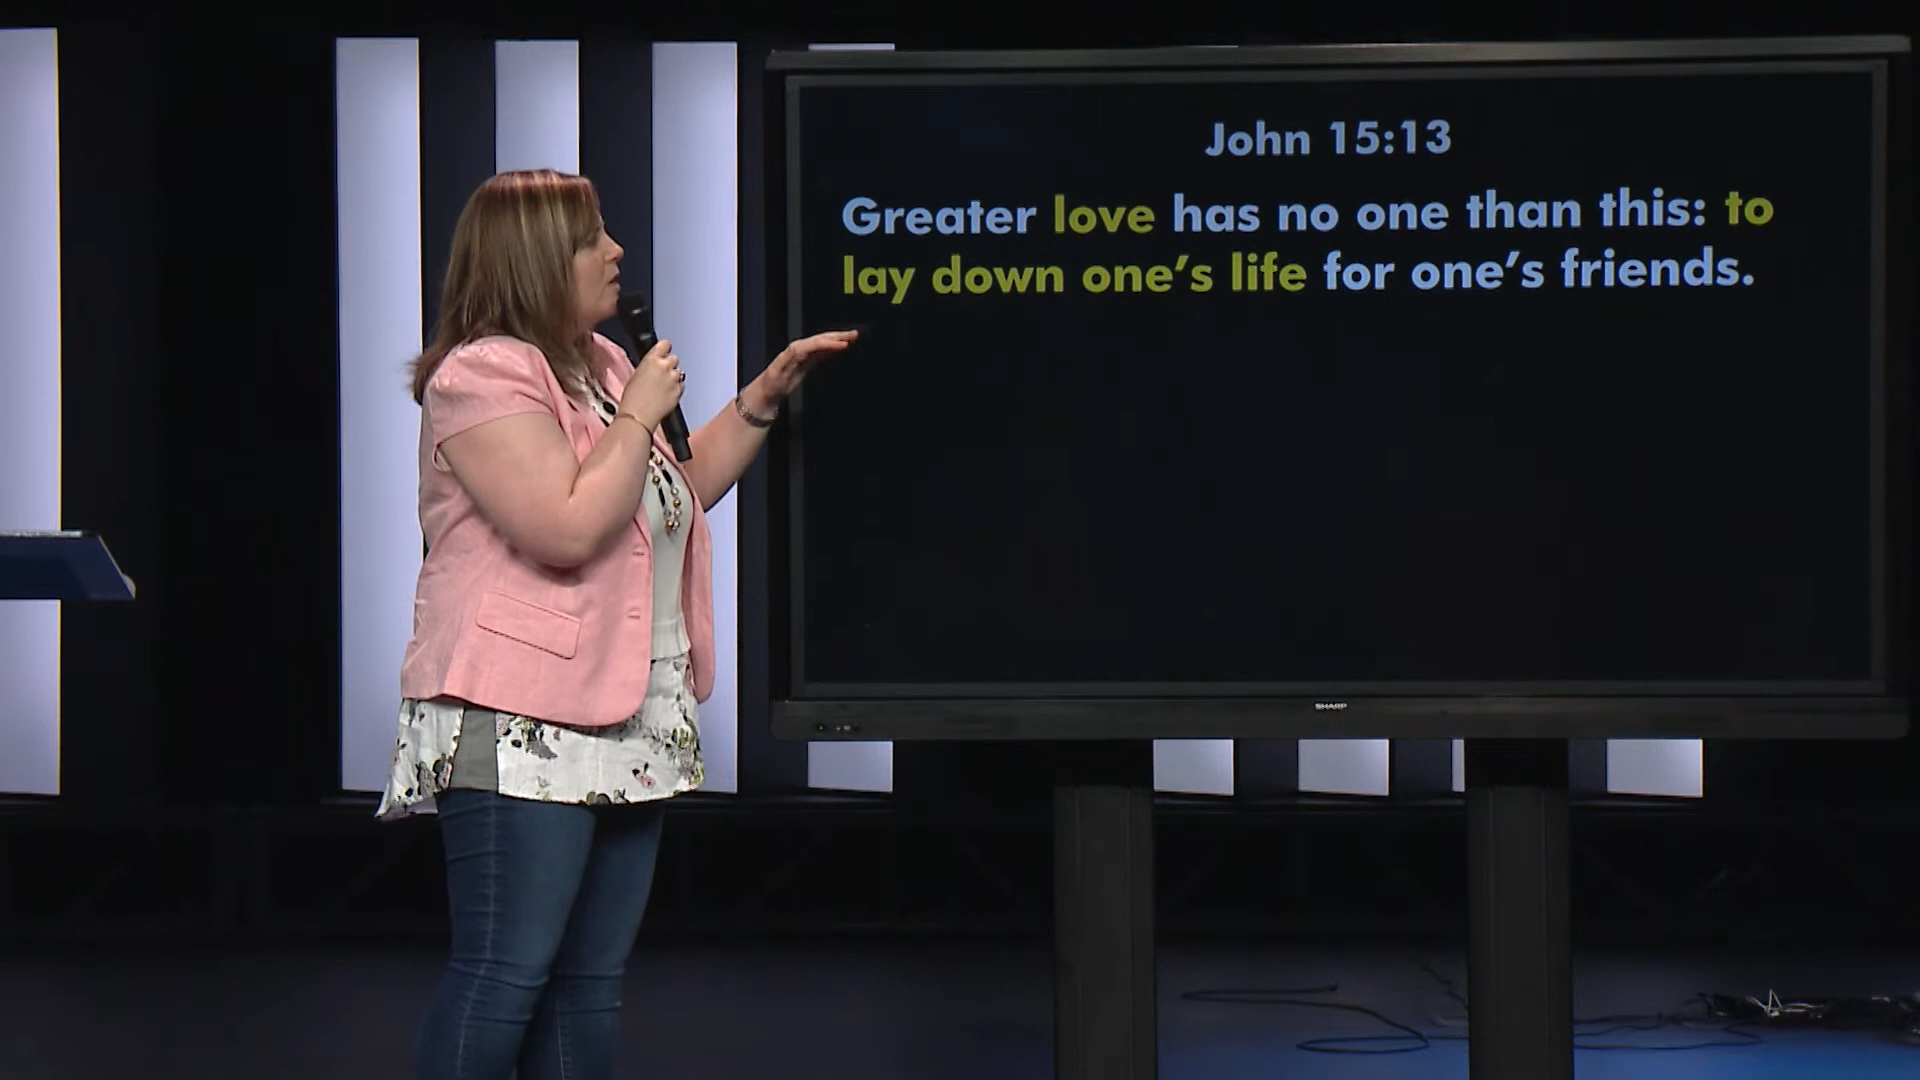 John 15:13
Greater love has no one than this: to
lay down one's life for one's friends.
SHARP